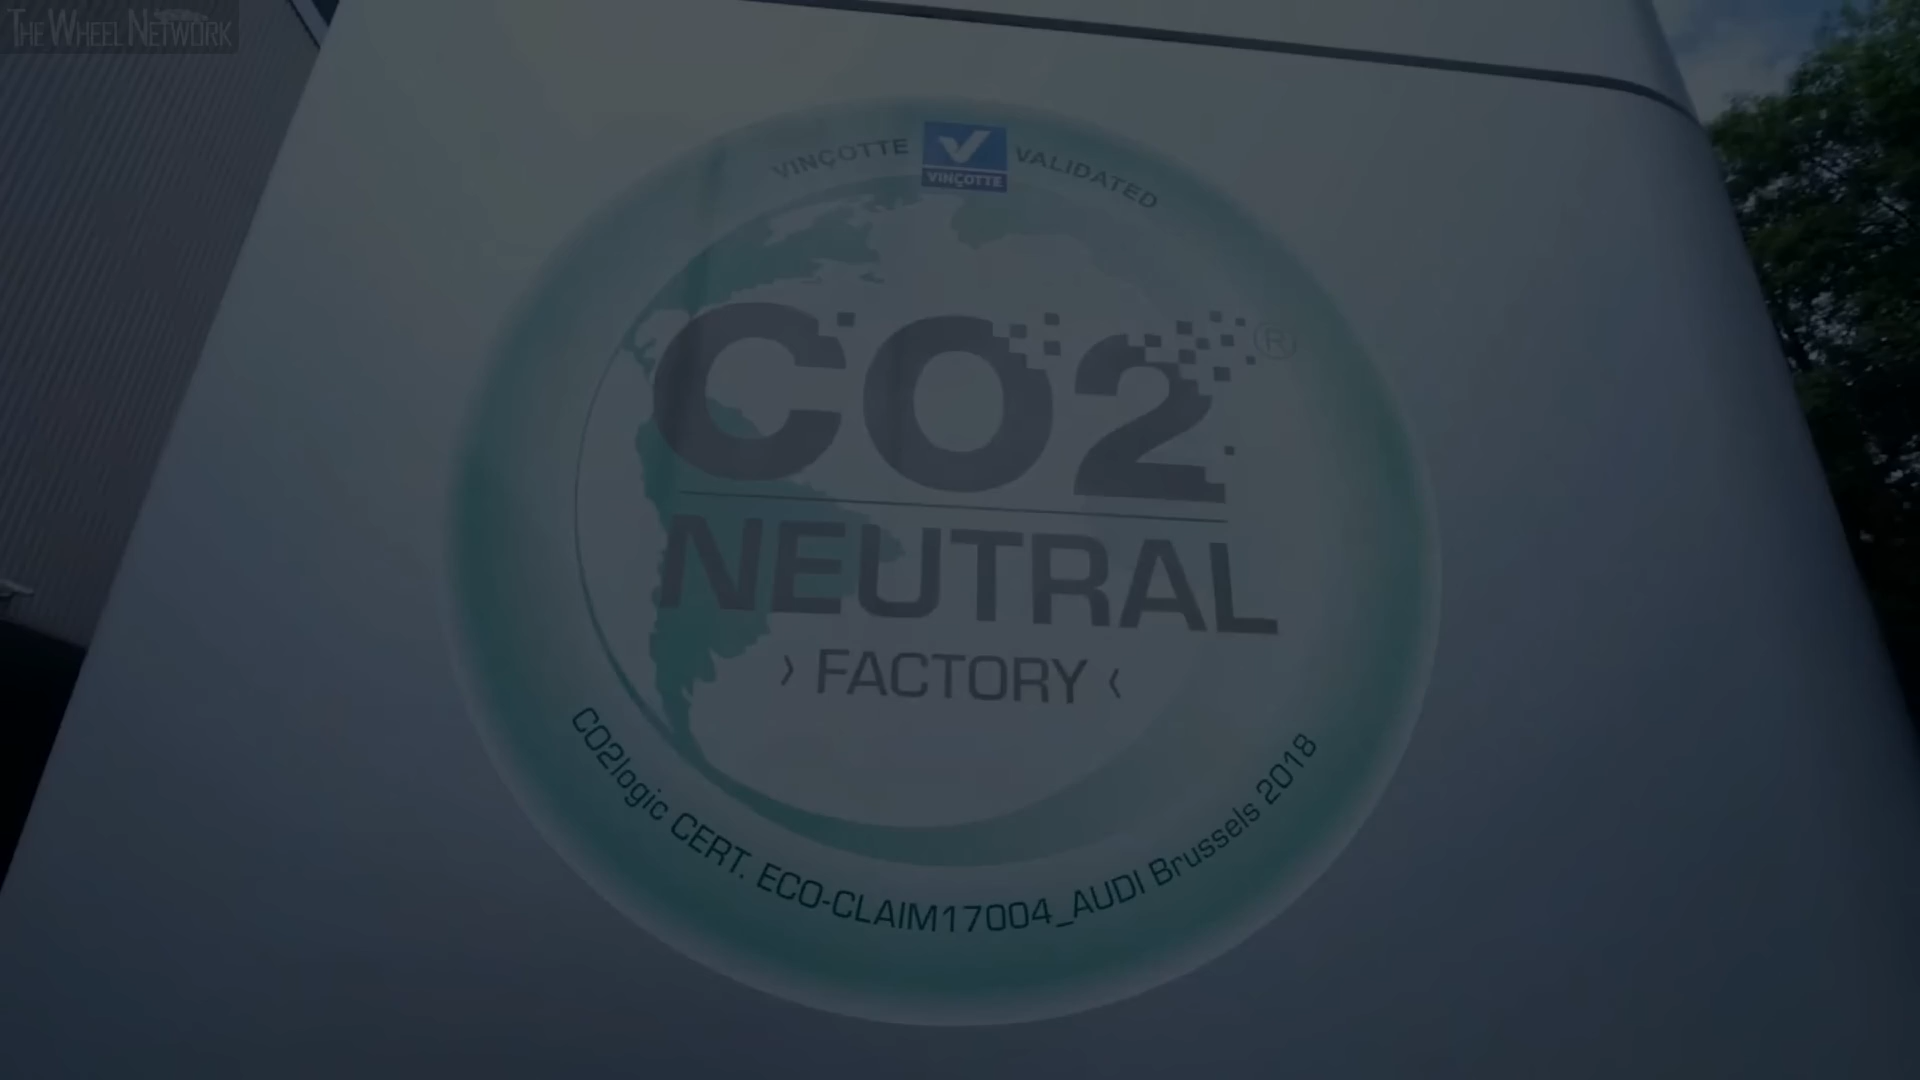 THE WHEEL NETWORK
VINÇOTTE VALIDATED
VINÇOTTE
CO2 ®
NEUTRAL
› FACTORY ‹
CO2logic CERT. ECO-CLAIM17004_AUDI Brussels 2018